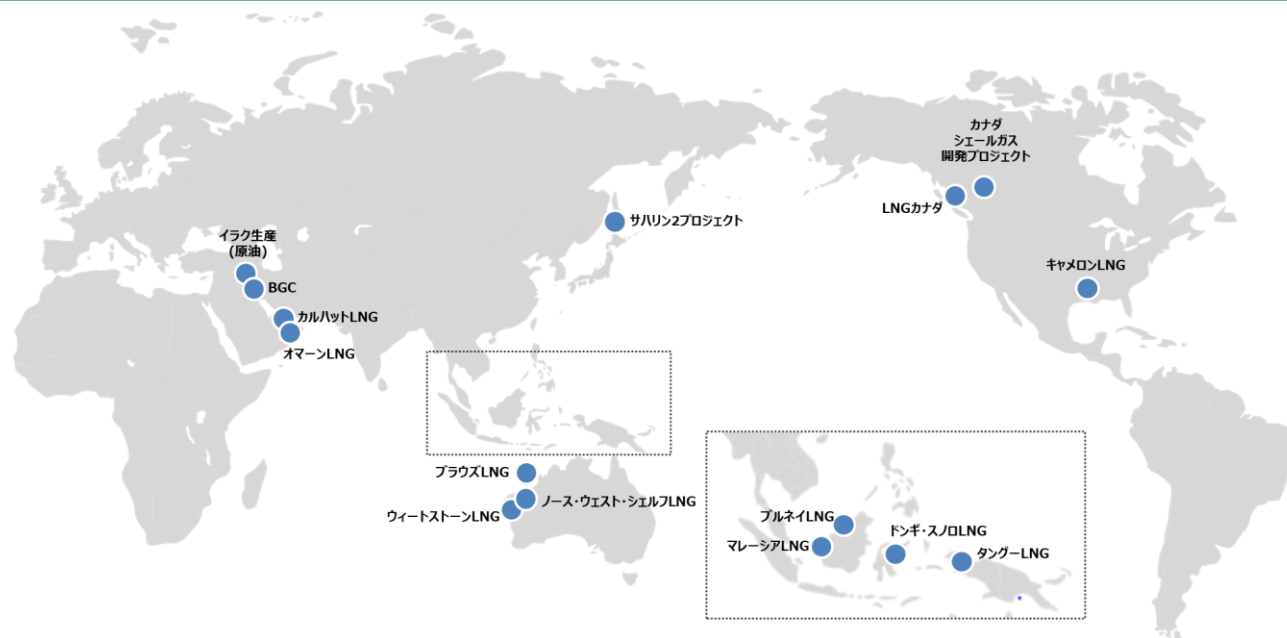 カナダ
シェールガス
開発プロジェクト
LNGカナダ
サハリン2プロジェクト
イラク生産
(原油)
BGC
キャメロンLNG
カルハットLNG
オマーンLNG
ブラウズLNG
ノース・ウェスト・シェルフLNG
ウィートストーンLNG
ブルネイLNG
ドンギ・スノロLNG
マレーシアLNG
タングーLNG